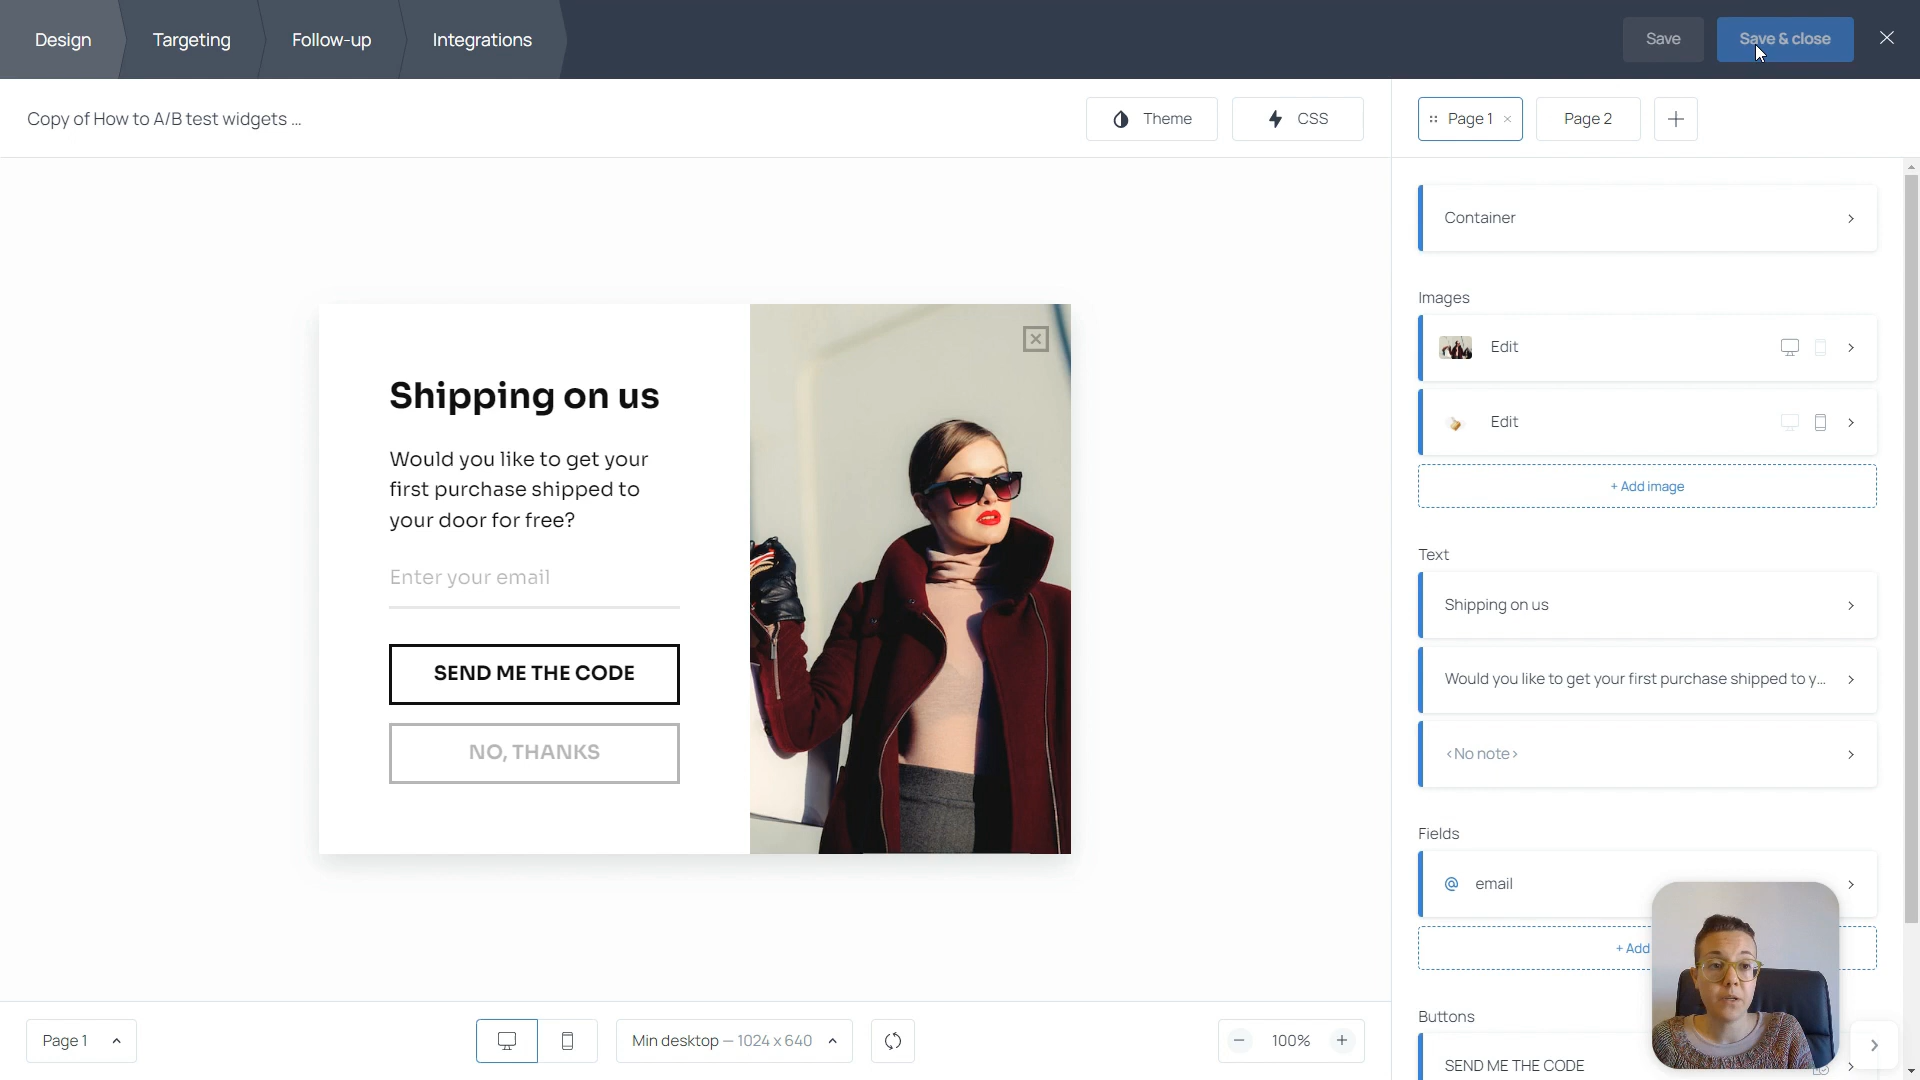 Design
Targeting
Follow-up
Integrations
Save
Save & close
Copy of How to A/B test widgets ...
Theme
CSS
Page 1
Page 2
Container
Images
Edit
Edit
+ Add image
Text
Shipping on us
Would you like to get your first purchase shipped to y...
<No note>
Fields
@ email
+ Add
Buttons
SEND ME THE CODE
Shipping on us
Would you like to get your
first purchase shipped to
your door for free?
Enter your email
SEND ME THE CODE
NO, THANKS
Page 1
Min desktop – 1024 x 640
100%